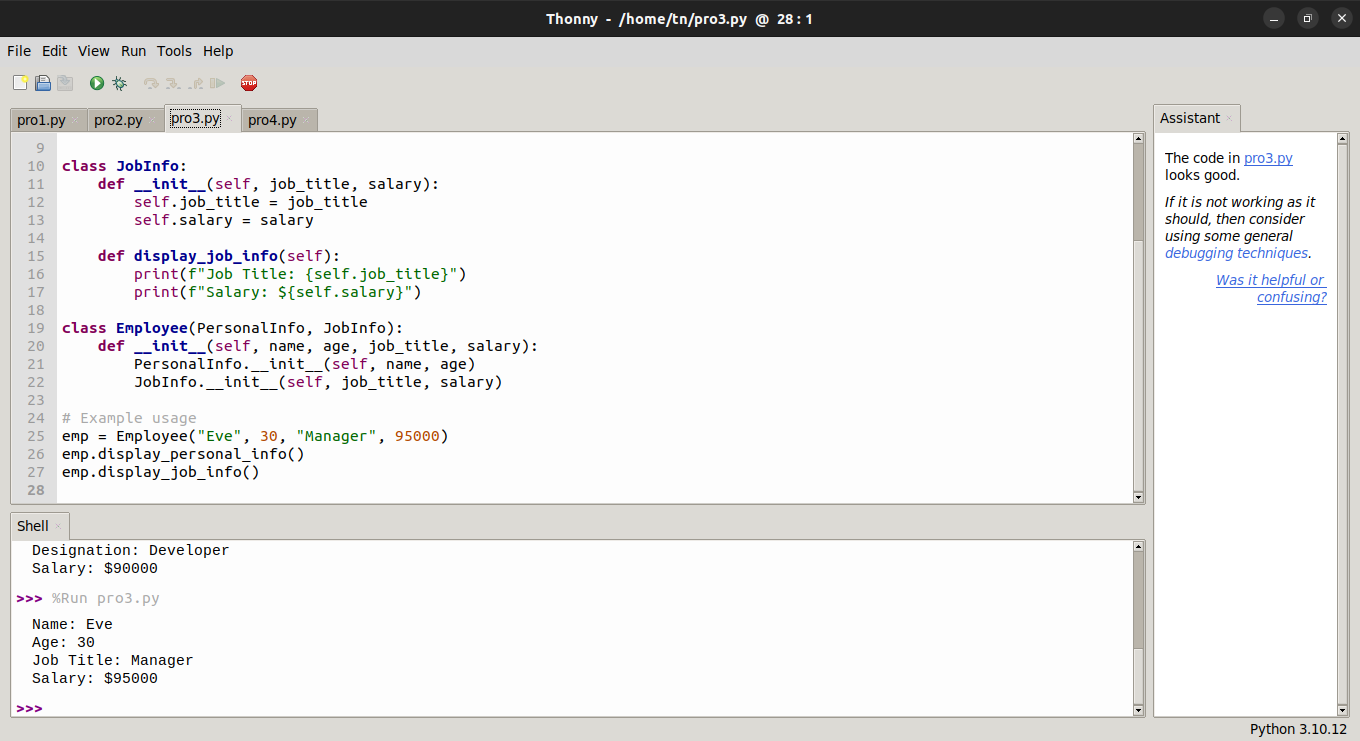 Thonny - /home/tn/pro3.py @ 28:1
File Edit View Run Tools Help
STOP
pro1.py pro2.py pro3.py pro4.py
9
10 class JobInfo:
11     def __init__(self, job_title, salary):
12         self.job_title = job_title
13         self.salary = salary
14
15     def display_job_info(self):
16         print(f"Job Title: {self.job_title}")
17         print(f"Salary: ${self.salary}")
18
19 class Employee(PersonalInfo, JobInfo):
20     def __init__(self, name, age, job_title, salary):
21         PersonalInfo.__init__(self, name, age)
22         JobInfo.__init__(self, job_title, salary)
23
24 # Example usage
25 emp = Employee("Eve", 30, "Manager", 95000)
26 emp.display_personal_info()
27 emp.display_job_info()
28
Shell
Designation: Developer
Salary: $90000
>>> %Run pro3.py
Name: Eve
Age: 30
Job Title: Manager
Salary: $95000
>>>
Assistant
The code in pro3.py
looks good.
If it is not working as it
should, then consider
using some general
debugging techniques.
Was it helpful or
confusing?
Python 3.10.12